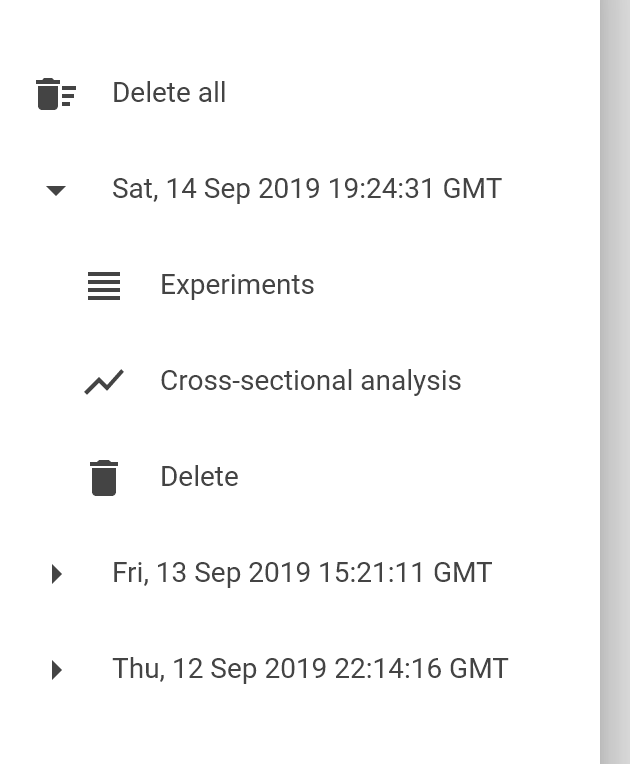 Delete all
Sat, 14 Sep 2019 19:24:31 GMT
Experiments
Cross-sectional analysis
Delete
Fri, 13 Sep 2019 15:21:11 GMT
Thu, 12 Sep 2019 22:14:16 GMT